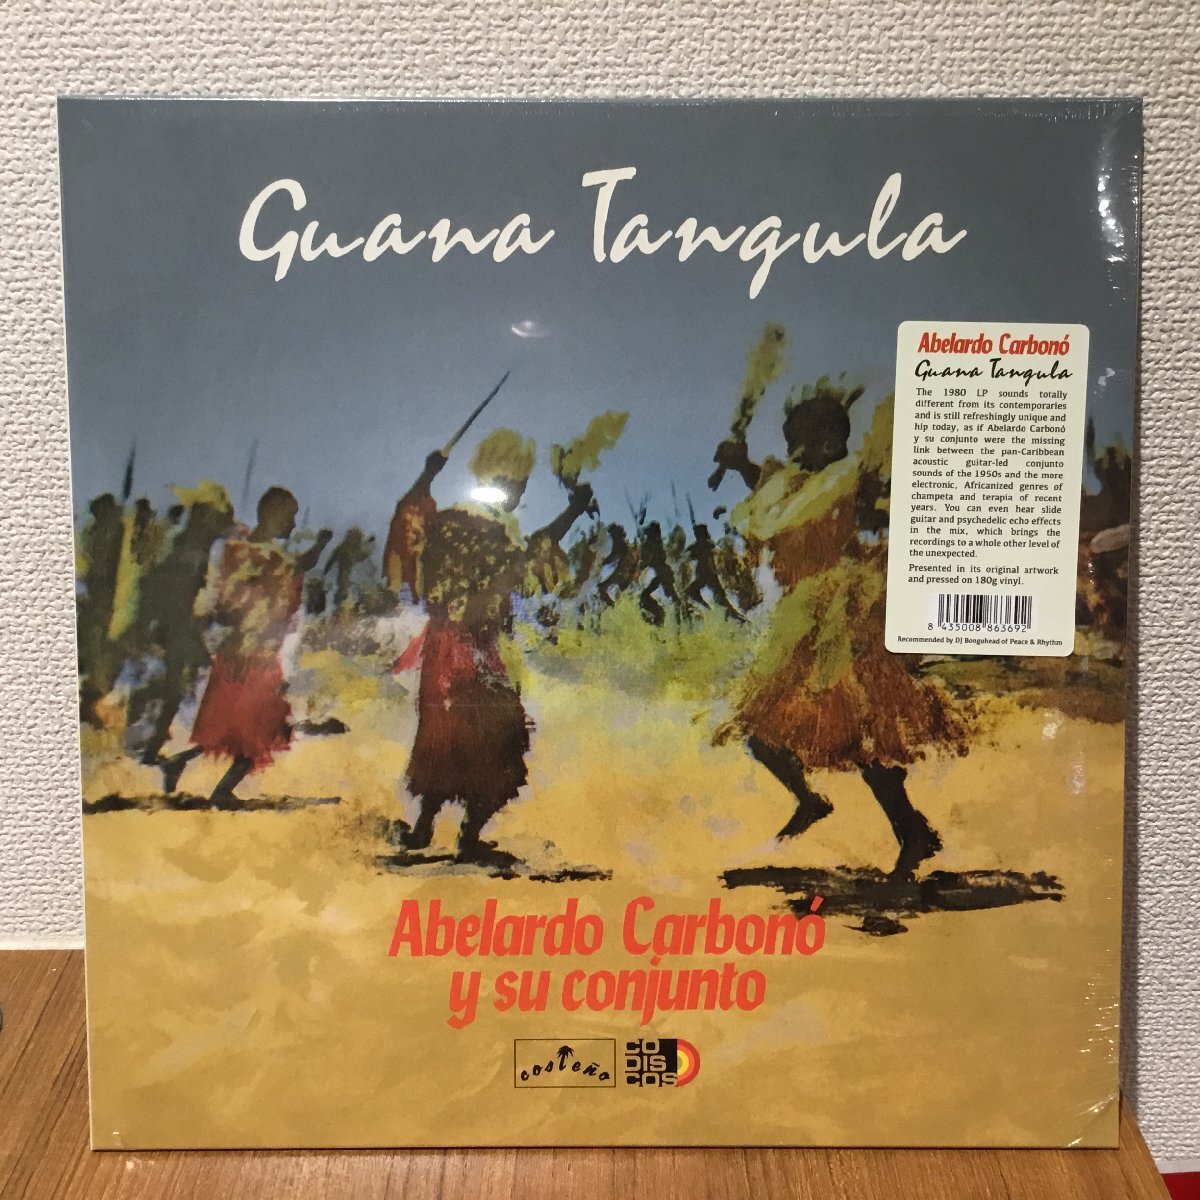 Guana Tangula
Abelardo Carbonó
Guana Tangula
The 1980 LP sounds totally
different from its contemporaries
and is still refreshingly unique and
hip today, as if Abelardo Carbonó
y su conjunto were the missing
link between the pan-Caribbean
acoustic guitar-led conjunto
sounds of the 1950s and the more
electronic, Africanized genres of
champeta and terapia of recent
years. You can even hear slide
guitar and psychedelic echo effects
in the mix, which brings the
recordings to a whole other level of
the unexpected.
Presented in its original artwork
and pressed on 180g vinyl.
8 435008 863692
Recommended by DJ Bongohead of Peace & Rhythm
Abelardo Carbonó
y su conjunto
costeño
CO
DIS
COS